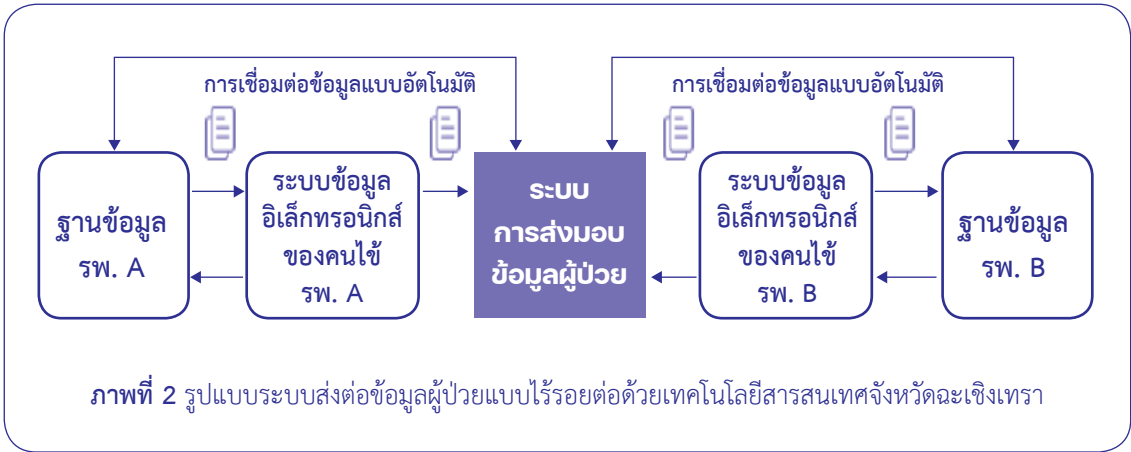 การเชื่อมต่อข้อมูลแบบอัตโนมัติ
การเชื่อมต่อข้อมูลแบบอัตโนมัติ
ฐานข้อมูล
รพ. A
ระบบข้อมูล
อิเล็กทรอนิกส์
ของคนไข้
รพ. A
ระบบ
การส่งมอบ
ข้อมูลผู้ป่วย
ระบบข้อมูล
อิเล็กทรอนิกส์
ของคนไข้
รพ. B
ฐานข้อมูล
รพ. B
ภาพที่ 2 รูปแบบระบบส่งต่อข้อมูลผู้ป่วยแบบไร้รอยต่อด้วยเทคโนโลยีสารสนเทศจังหวัดฉะเชิงเทรา